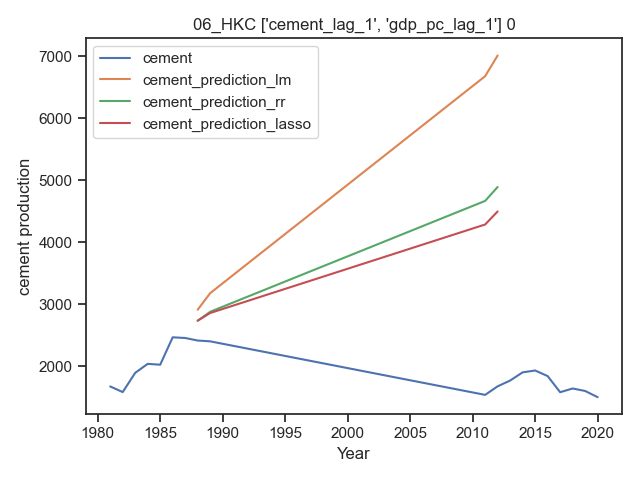 06_HKC ['cement_lag_1', 'gdp_pc_lag_1'] 0
cement
cement_prediction_lm
cement_prediction_rr
cement_prediction_lasso
7000
6000
5000
4000
3000
2000
cement production
1980 1985 1990 1995 2000 2005 2010 2015 2020
Year